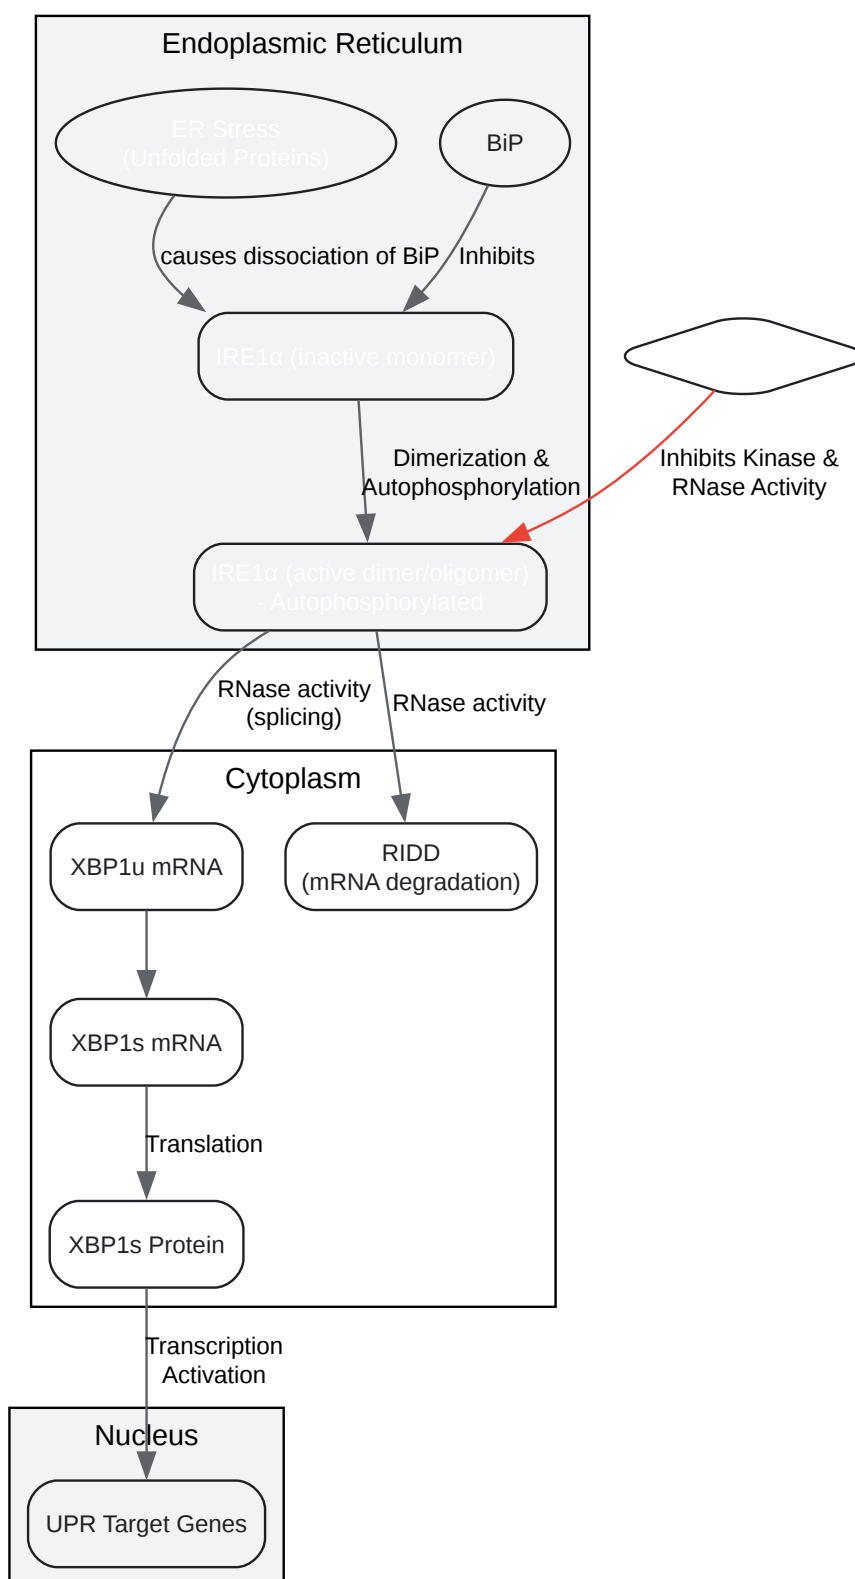 Endoplasmic Reticulum
ER Stress
(Unfolded Proteins)
BiP
causes dissociation of BiP
Inhibits
IRE1α (inactive monomer)
Dimerization &
Autophosphorylation
Inhibits Kinase &
RNase Activity
IRE1α (active dimer/oligomer)
- Autophosphorylated
RNase activity
(splicing)
RNase activity
Cytoplasm
XBP1u mRNA
RIDD
(mRNA degradation)
XBP1s mRNA
Translation
XBP1s Protein
Transcription
Activation
Nucleus
UPR Target Genes